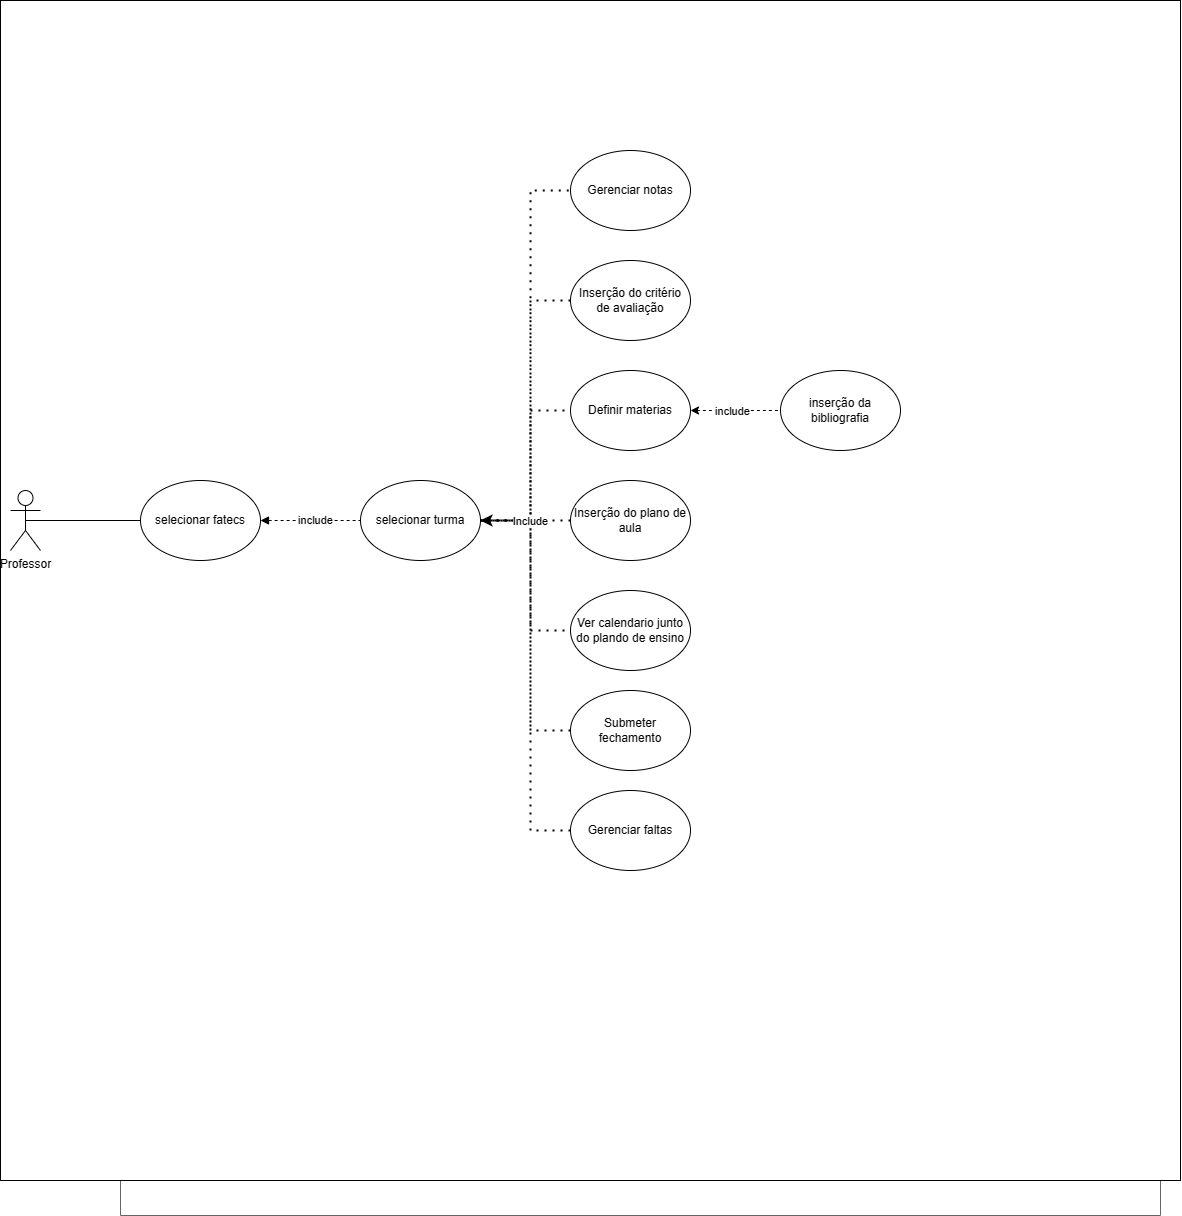 Gerenciar notas
Inserção do critério
de avaliação
Definir materias
include
inserção da
bibliografia
Professor
selecionar fatecs
include
selecionar turma
Include
Inserção do plano de
aula
Ver calendario junto
do plando de ensino
Submeter
fechamento
Gerenciar faltas